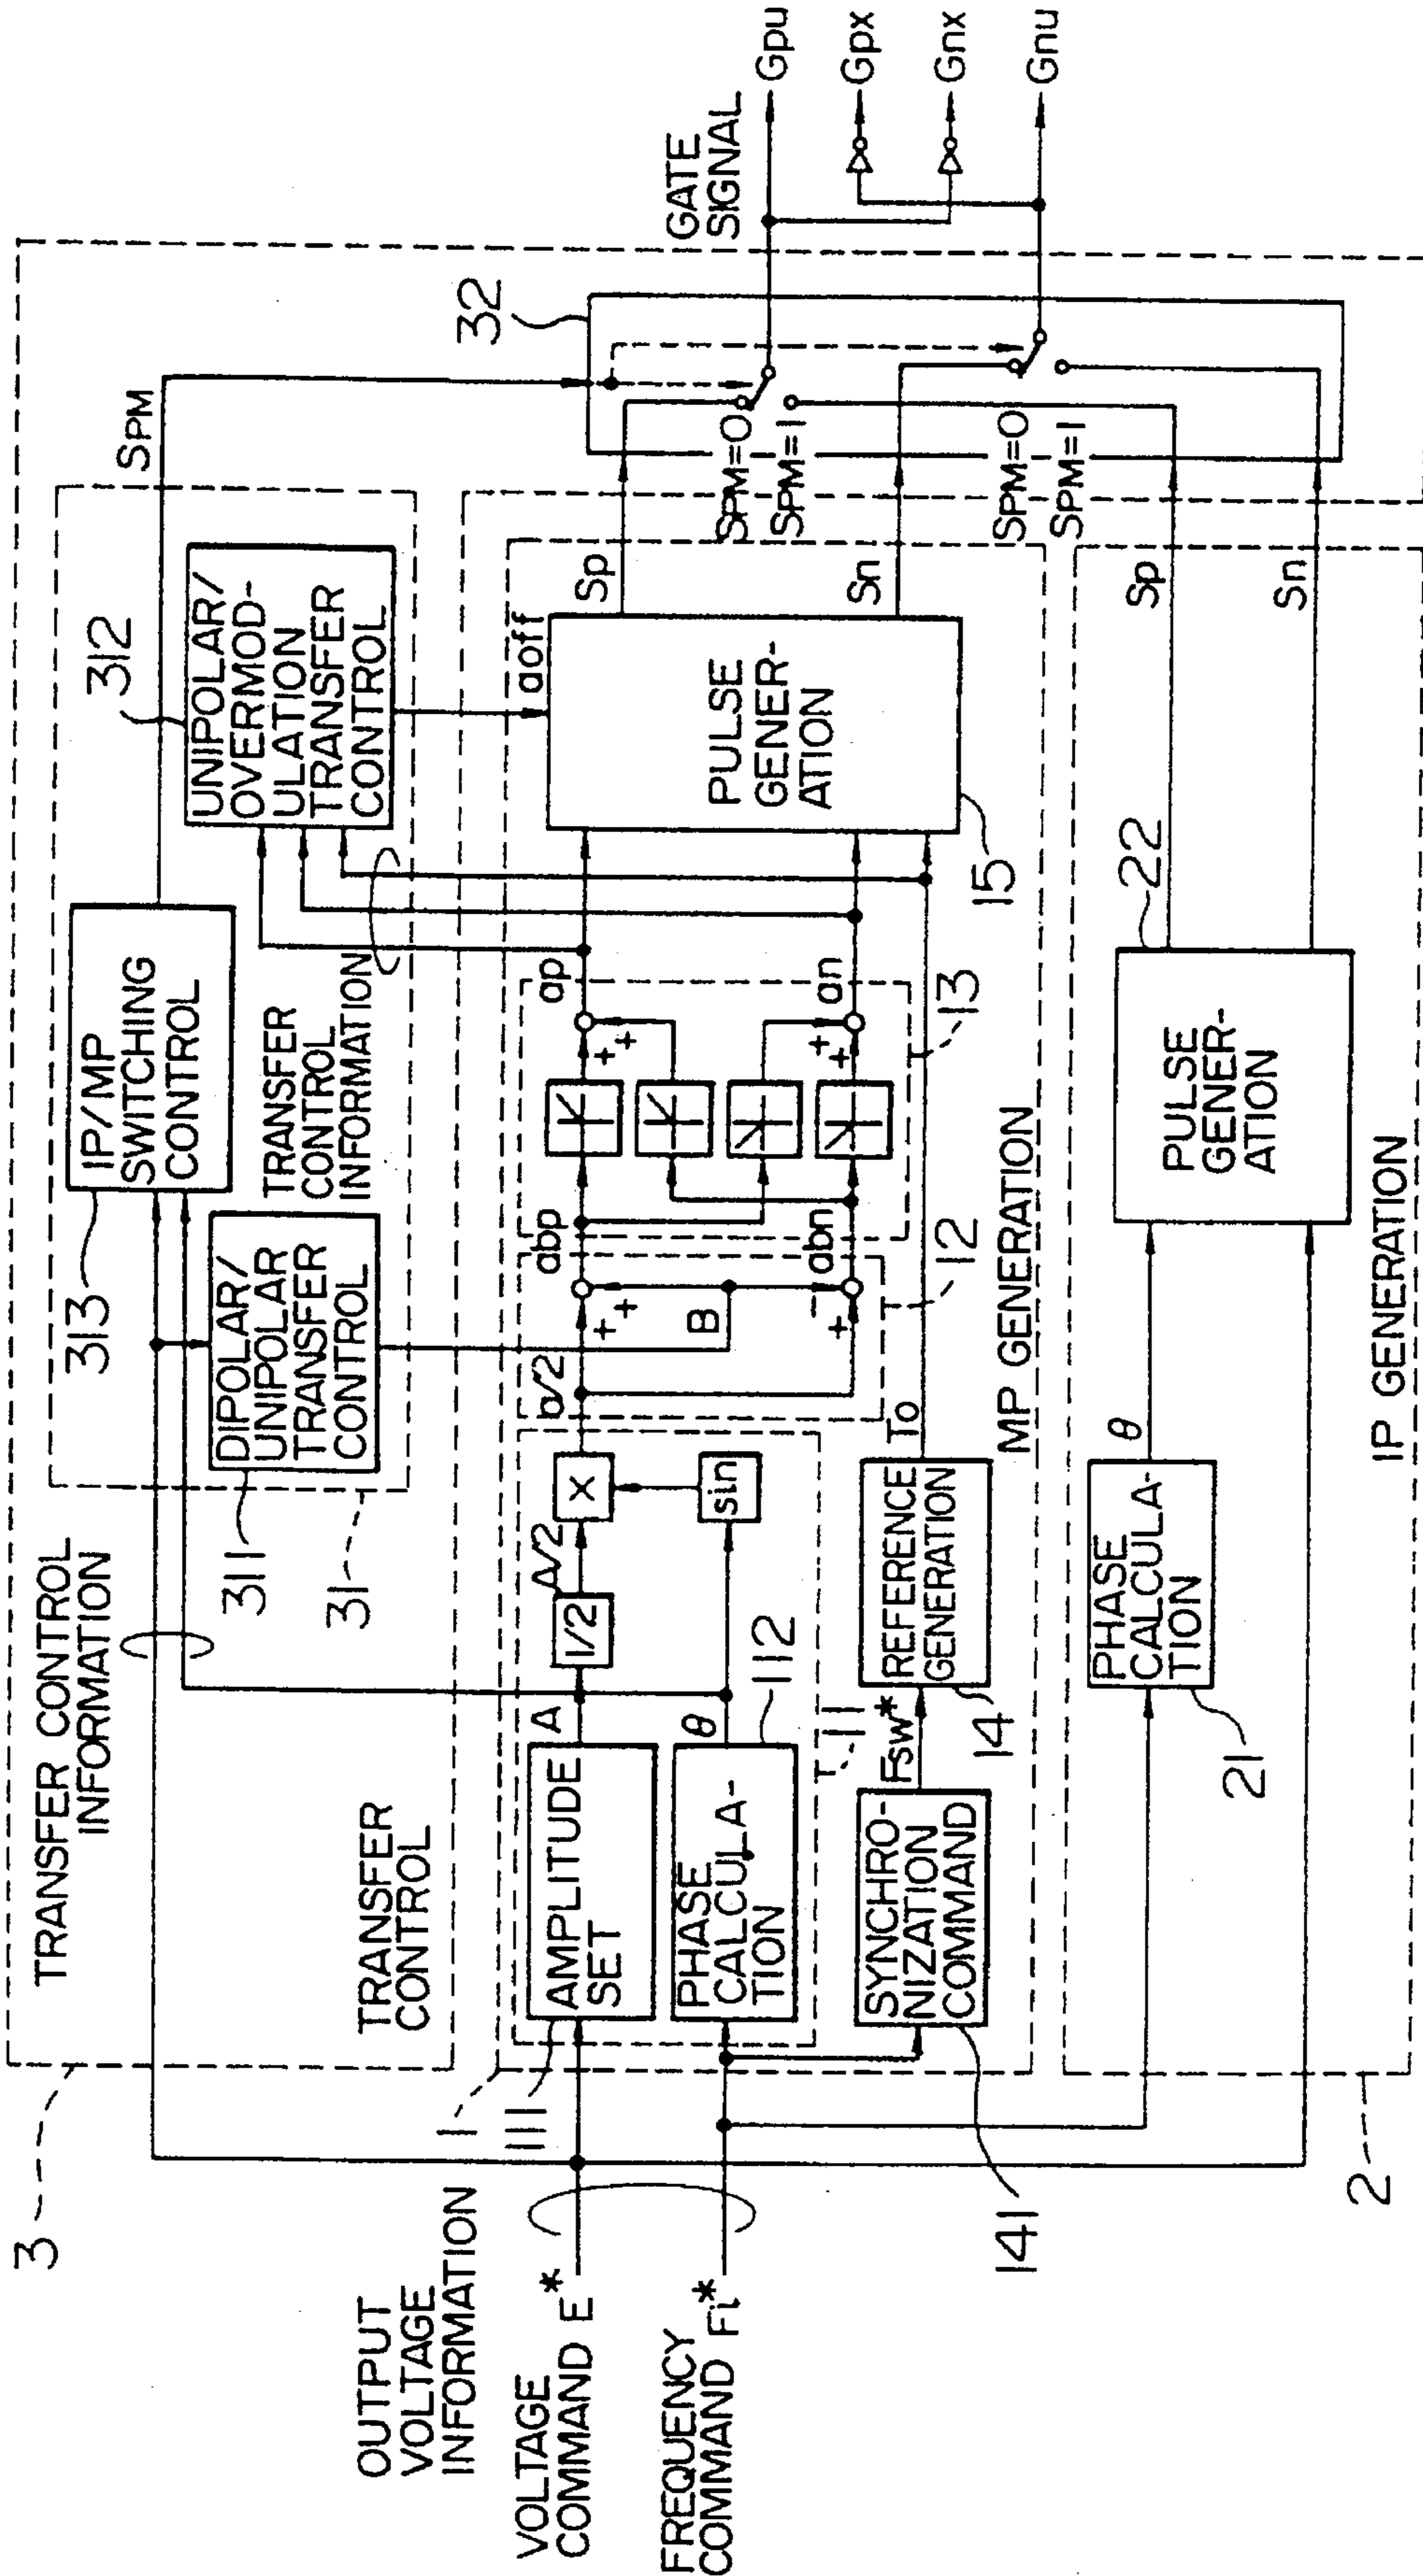 3
TRANSFER CONTROL
INFORMATION
TRANSFER
CONTROL
31
311
DIPOLAR/
UNIPOLAR
TRANSFER
CONTROL
313
IP/MP
SWITCHING
CONTROL
TRANSFER
CONTROL
INFORMATION
312
UNIPOLAR/
OVERMOD-
ULATION
TRANSFER
CONTROL
SPM
32
OUTPUT
VOLTAGE
INFORMATION
VOLTAGE
COMMAND E*
FREQUENCY
COMMAND Fi*
1
111
AMPLITUDE
SET
A
1/2
A/2
X
sin
PHASE
CALCULA-
TION
θ
112
11
a/2
B
+
+
+
-
abp
abn
12
+
+
+
+
ap
an
13
aoff
PULSE
GENER-
ATION
15
Sp
Sn
SPM=0
SPM=1
SPM=0
SPM=1
GATE
SIGNAL
Gpu
Gpx
Gnx
Gnu
141
SYNCHRO-
NIZATION
COMMAND
Fsw*
14
REFERENCE
GENERATION
To
MP GENERATION
2
21
PHASE
CALCULA-
TION
θ
22
PULSE
GENER-
ATION
Sp
Sn
IP GENERATION